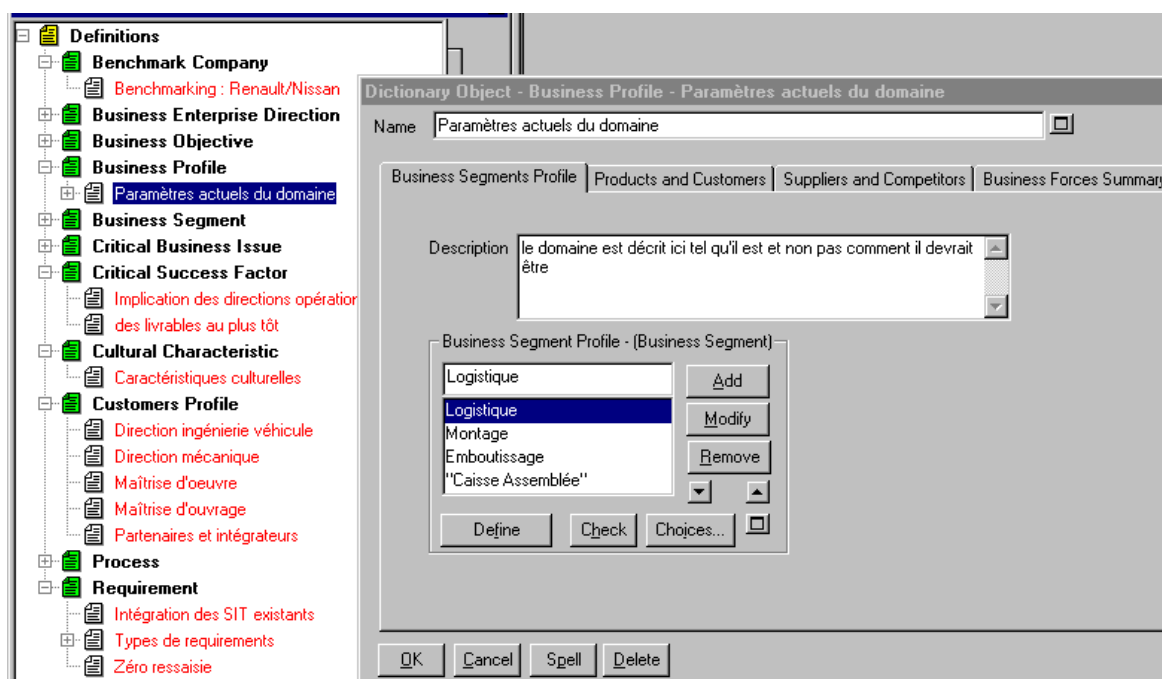 Definitions
Benchmark Company
Benchmarking : Renault/Nissan
Business Enterprise Direction
Business Objective
Business Profile
Paramètres actuels du domaine
Business Segment
Critical Business Issue
Critical Success Factor
Implication des directions opération
des livrables au plus tôt
Cultural Characteristic
Caractéristiques culturelles
Customers Profile
Direction ingénierie véhicule
Direction mécanique
Maîtrise d'oeuvre
Maîtrise d'ouvrage
Partenaires et intégrateurs
Process
Requirement
Intégration des SIT existants
Types de requirements
Zéro ressaisie
Dictionary Object - Business Profile - Paramètres actuels du domaine
Name Paramètres actuels du domaine
Business Segments Profile Products and Customers Suppliers and Competitors Business Forces Summary
Description le domaine est décrit ici tel qu'il est et non pas comment il devrait
être
Business Segment Profile - (Business Segment)
Logistique Add
Logistique
Modify
Montage
Emboutissage Remove
"Caisse Assemblée"
Define Check Choices...
OK Cancel Spell Delete